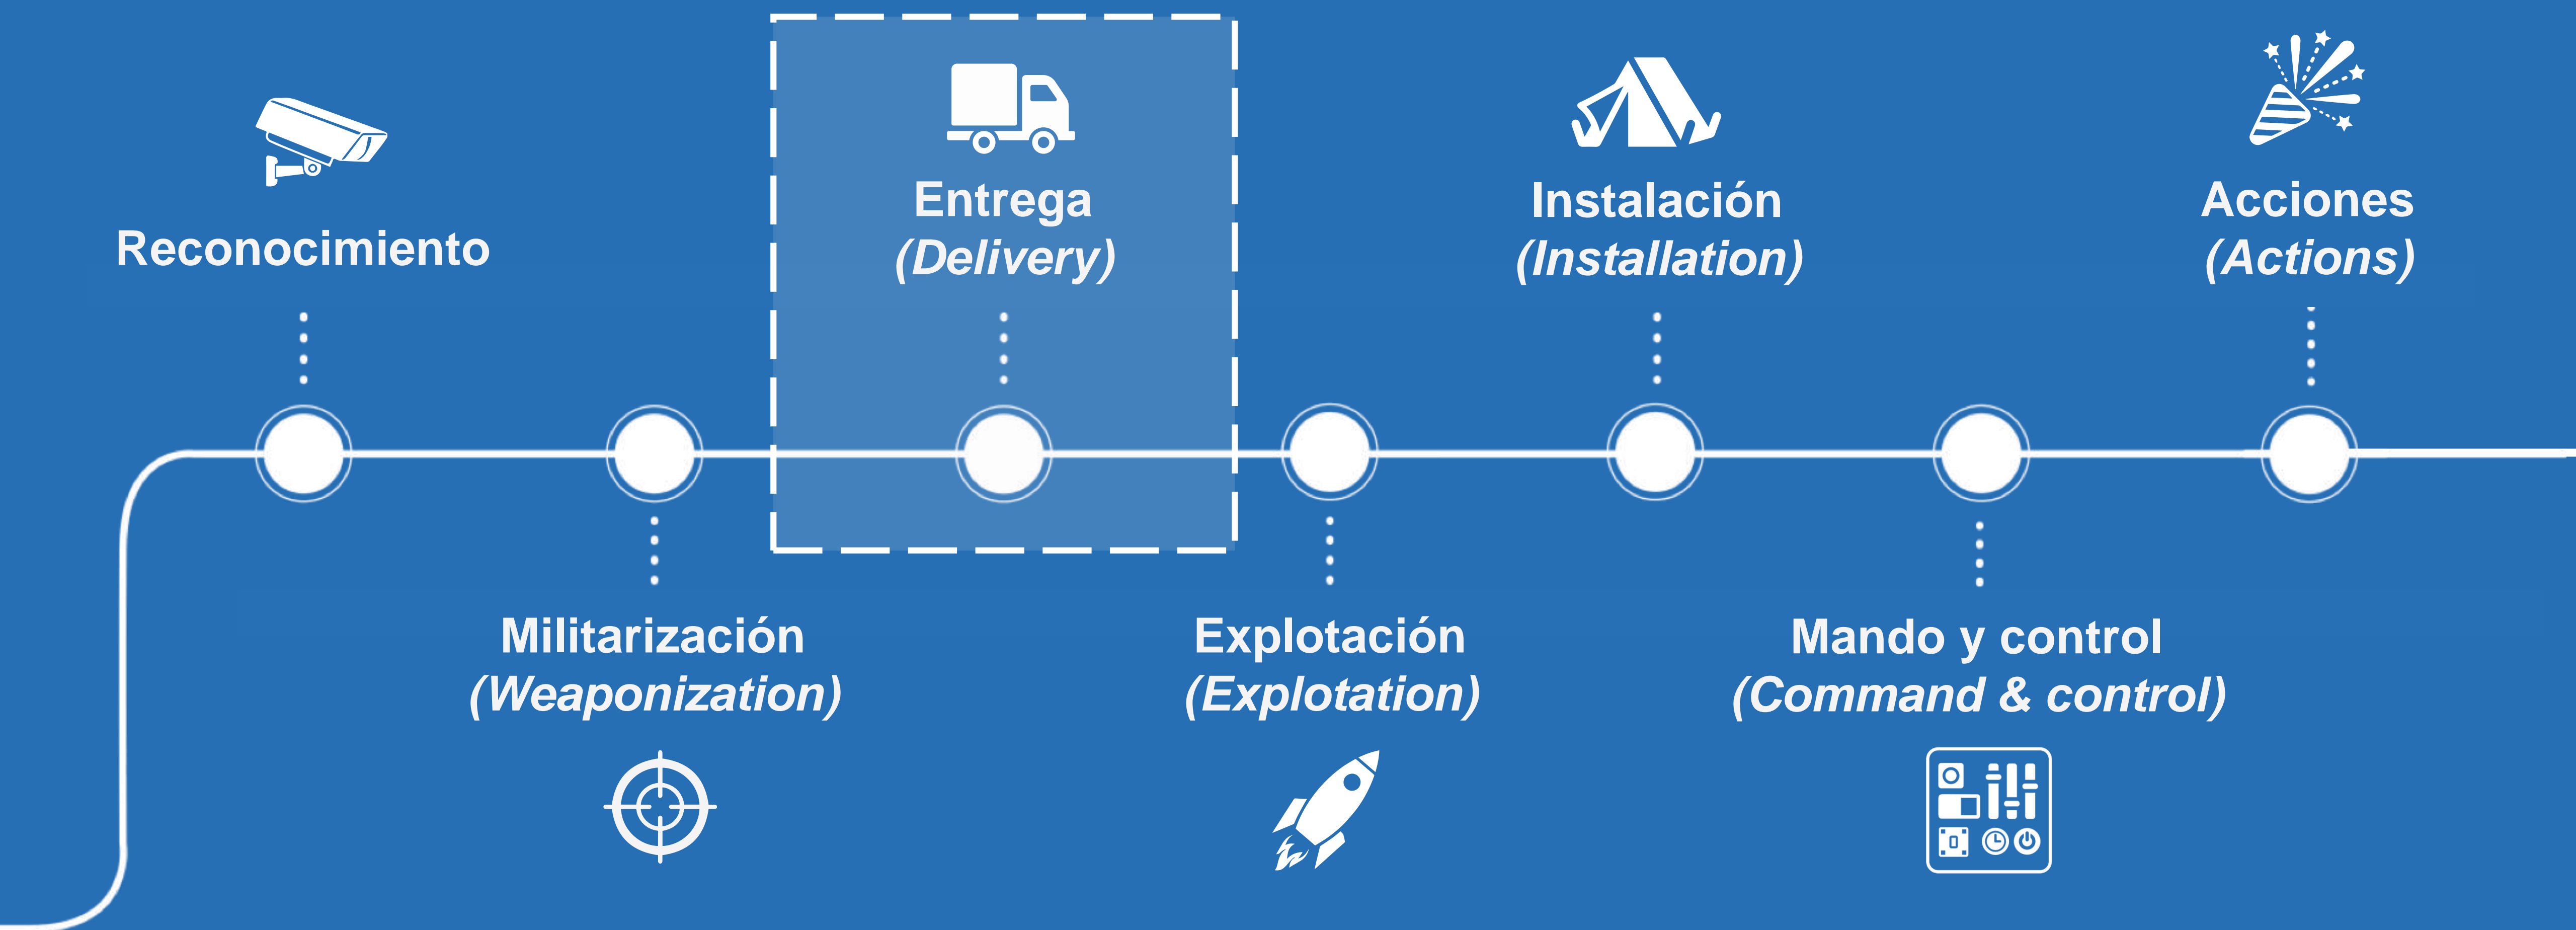 Reconocimiento
Militarización
(Weaponization)
Entrega
(Delivery)
Explotación
(Explotation)
Instalación
(Installation)
Mando y control
(Command & control)
Acciones
(Actions)